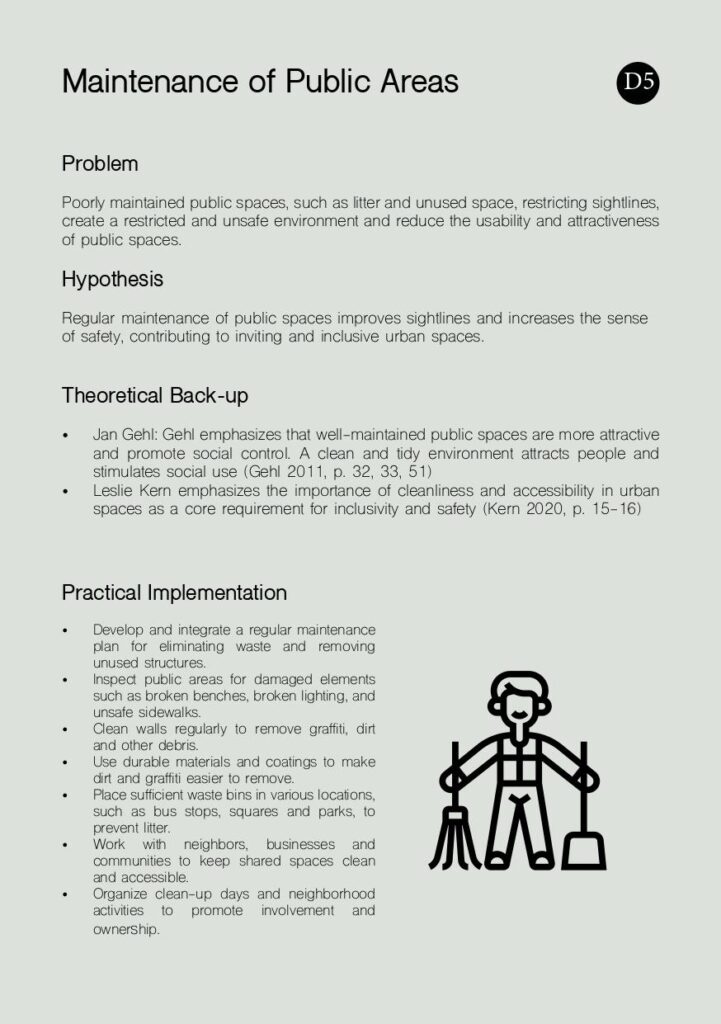 Maintenance of Public Areas
D5
Problem
Poorly maintained public spaces, such as litter and unused space, restricting sightlines,
create a restricted and unsafe environment and reduce the usability and attractiveness
of public spaces.
Hypothesis
Regular maintenance of public spaces improves sightlines and increases the sense
of safety, contributing to inviting and inclusive urban spaces.
Theoretical Back-up
• Jan Gehl: Gehl emphasizes that well-maintained public spaces are more attractive
and promote social control. A clean and tidy environment attracts people and
stimulates social use (Gehl 2011, p. 32, 33, 51)
• Leslie Kern emphasizes the importance of cleanliness and accessibility in urban
spaces as a core requirement for inclusivity and safety (Kern 2020, p. 15-16)
Practical Implementation
• Develop and integrate a regular maintenance
plan for eliminating waste and removing
unused structures.
• Inspect public areas for damaged elements
such as broken benches, broken lighting, and
unsafe sidewalks.
• Clean walls regularly to remove graffiti, dirt
and other debris.
• Use durable materials and coatings to make
dirt and graffiti easier to remove.
• Place sufficient waste bins in various locations,
such as bus stops, squares and parks, to
prevent litter.
• Work with neighbors, businesses and
communities to keep shared spaces clean
and accessible.
• Organize clean-up days and neighborhood
activities to promote involvement and
ownership.